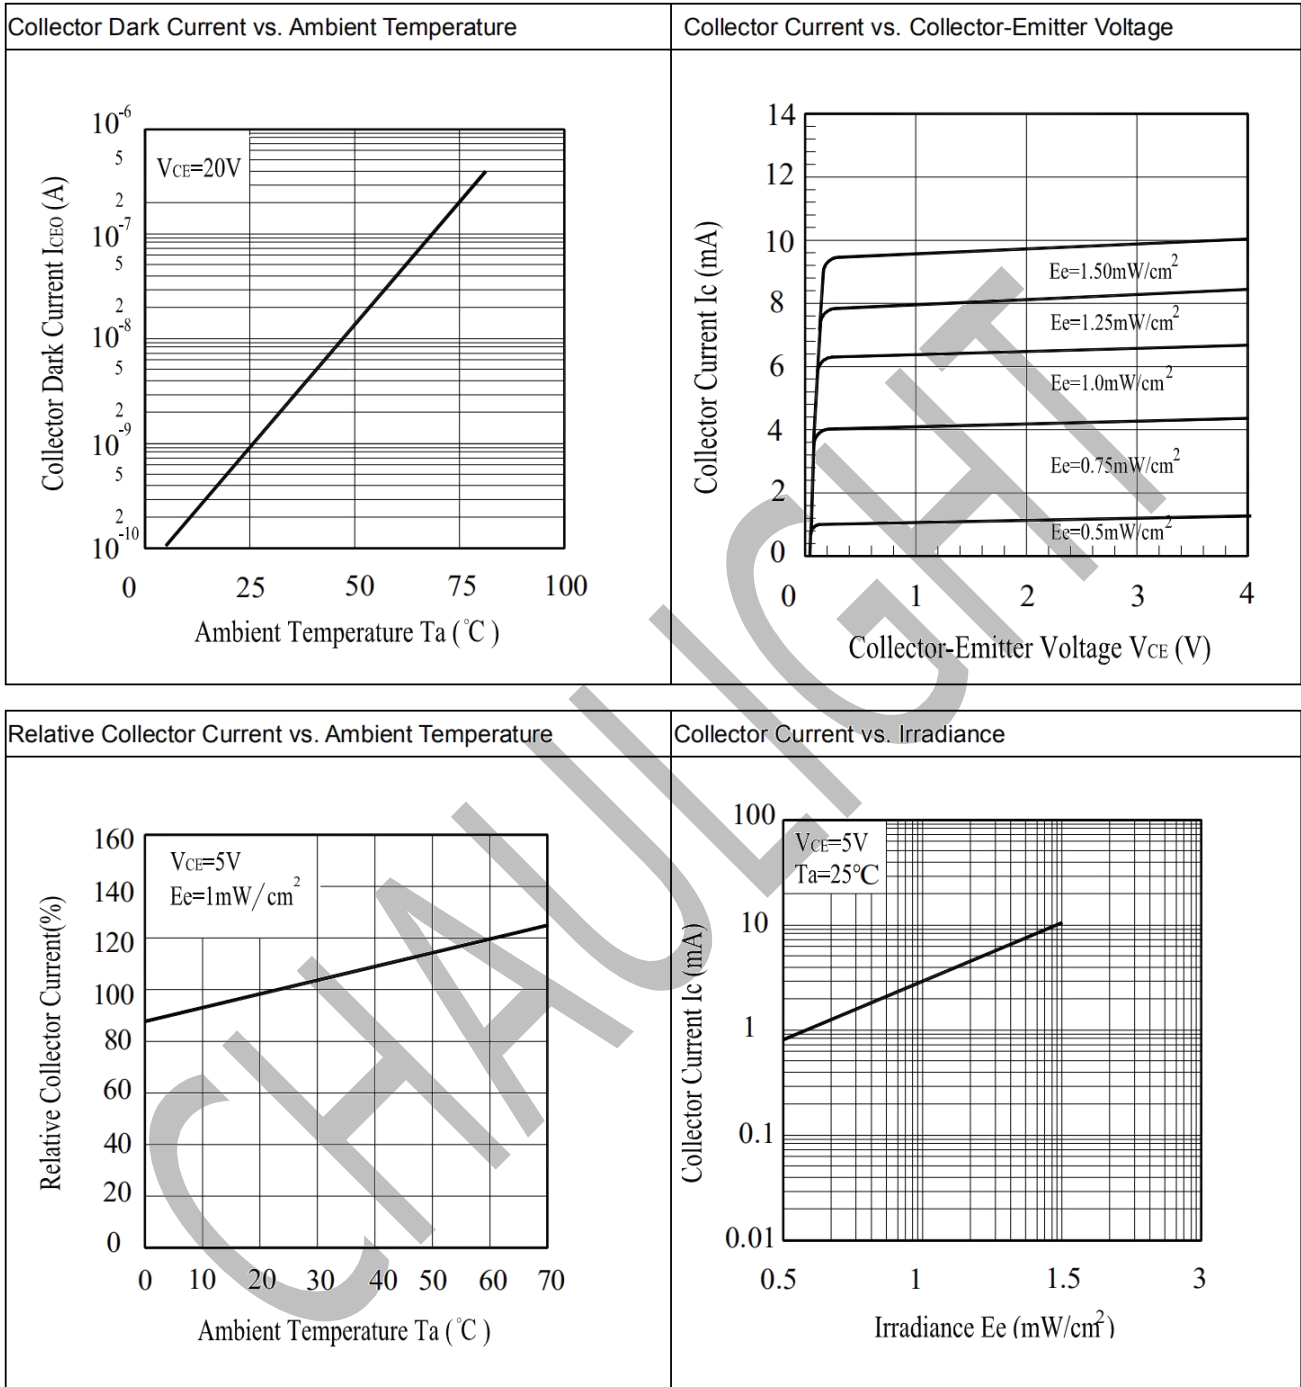 Collector Dark Current vs. Ambient Temperature
10⁻⁶
5
2
10⁻⁷
5
2
10⁻⁸
5
2
10⁻⁹
5
2
10⁻¹⁰
Collector Dark Current ICEO (A)
VCE=20V
0 25 50 75 100
Ambient Temperature Ta (℃)
Collector Current vs. Collector-Emitter Voltage
14
12
10
8
6
4
2
0
Collector Current Ic (mA)
Ee=1.50mW/cm²
Ee=1.25mW/cm²
Ee=1.0mW/cm²
Ee=0.75mW/cm²
Ee=0.5mW/cm²
0 1 2 3 4
Collector-Emitter Voltage VCE (V)
Relative Collector Current vs. Ambient Temperature
160
140
120
100
80
60
40
20
0
Relative Collector Current(%)
VCE=5V
Ee=1mW/cm²
0 10 20 30 40 50 60 70
Ambient Temperature Ta (℃)
Collector Current vs. Irradiance
100
10
1
0.1
0.01
Collector Current Ic (mA)
VCE=5V
Ta=25℃
0.5 1 1.5 3
Irradiance Ee (mW/cm²)
CHAULIGHT